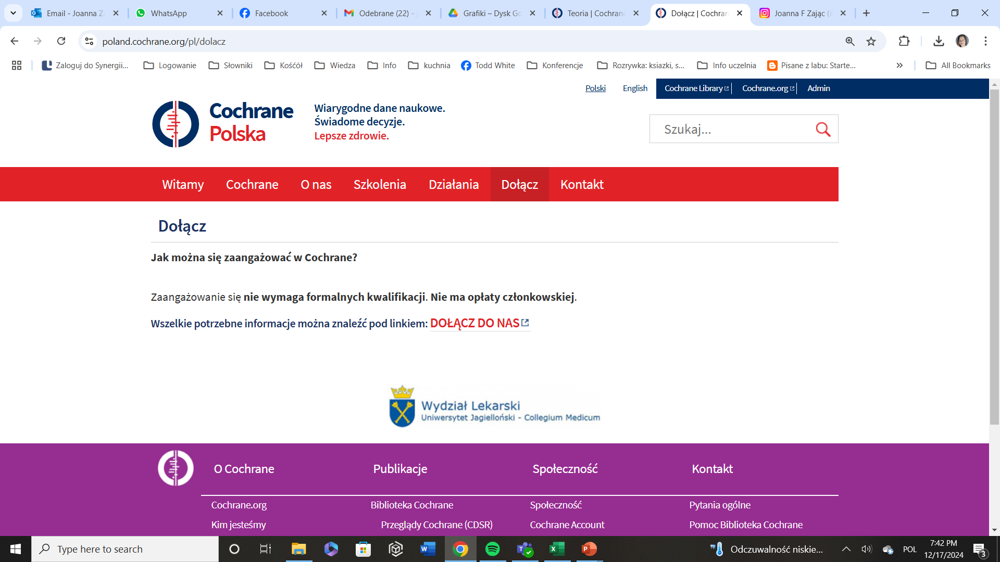 Email - Joanna Z
WhatsApp
Facebook
Odebrane (22) - j
Grafiki – Dysk Go
Teoria | Cochrane
Dołącz | Cochran
Joanna F Zając (
poland.cochrane.org/pl/dolacz
Zaloguj do Synergii...
Logowanie
Słowniki
Kośćół
Wiedza
Info
kuchnia
Todd White
Konferencje
Rozrywka: ksiazki, s...
Info uczelnia
Pisane z labu: Starte...
All Bookmarks
Polski
English
Cochrane Library
Cochrane.org
Admin
Cochrane
Polska
Wiarygodne dane naukowe.
Świadome decyzje.
Lepsze zdrowie.
Szukaj...
Witamy
Cochrane
O nas
Szkolenia
Działania
Dołącz
Kontakt
Dołącz
Jak można się zaangażować w Cochrane?
Zaangażowanie się nie wymaga formalnych kwalifikacji. Nie ma opłaty członkowskiej.
Wszelkie potrzebne informacje można znaleźć pod linkiem: DOŁĄCZ DO NAS
Wydział Lekarski
Uniwersytet Jagielloński - Collegium Medicum
O Cochrane
Publikacje
Społeczność
Kontakt
Cochrane.org
Biblioteka Cochrane
Społeczność
Pytania ogólne
Kim jesteśmy
Przeglądy Cochrane (CDSR)
Cochrane Account
Pomoc Biblioteka Cochrane
Type here to search
Odczuwalność niskie...
POL
7:42 PM
12/17/2024
3